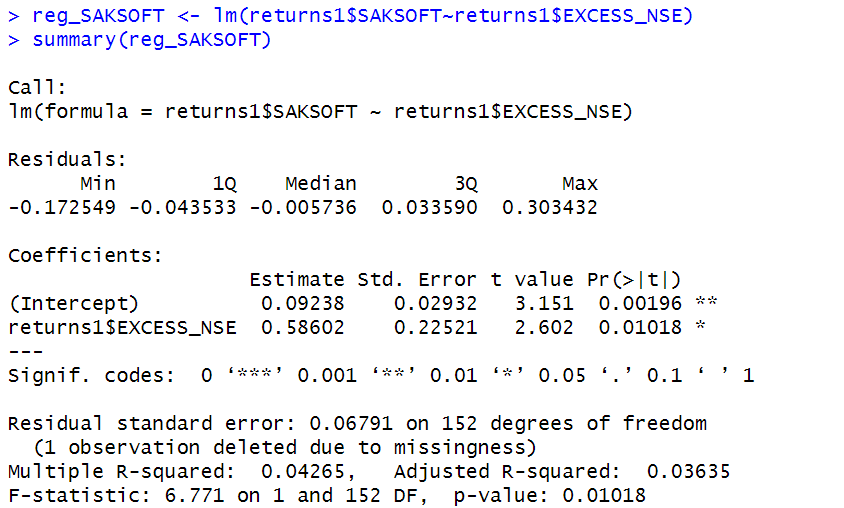 > reg_SAKSOFT <- lm(returns1$SAKSOFT~returns1$EXCESS_NSE)
> summary(reg_SAKSOFT)

Call:
lm(formula = returns1$SAKSOFT ~ returns1$EXCESS_NSE)

Residuals:
      Min        1Q    Median        3Q       Max
-0.172549 -0.043533 -0.005736  0.033590  0.303432

Coefficients:
                    Estimate Std. Error t value Pr(>|t|)
(Intercept)          0.09238    0.02932   3.151  0.00196 **
returns1$EXCESS_NSE  0.58602    0.22521   2.602  0.01018 *
---
Signif. codes:  0 ‘***’ 0.001 ‘**’ 0.01 ‘*’ 0.05 ‘.’ 0.1 ‘ ’ 1

Residual standard error: 0.06791 on 152 degrees of freedom
  (1 observation deleted due to missingness)
Multiple R-squared:  0.04265,   Adjusted R-squared:  0.03635
F-statistic: 6.771 on 1 and 152 DF,  p-value: 0.01018